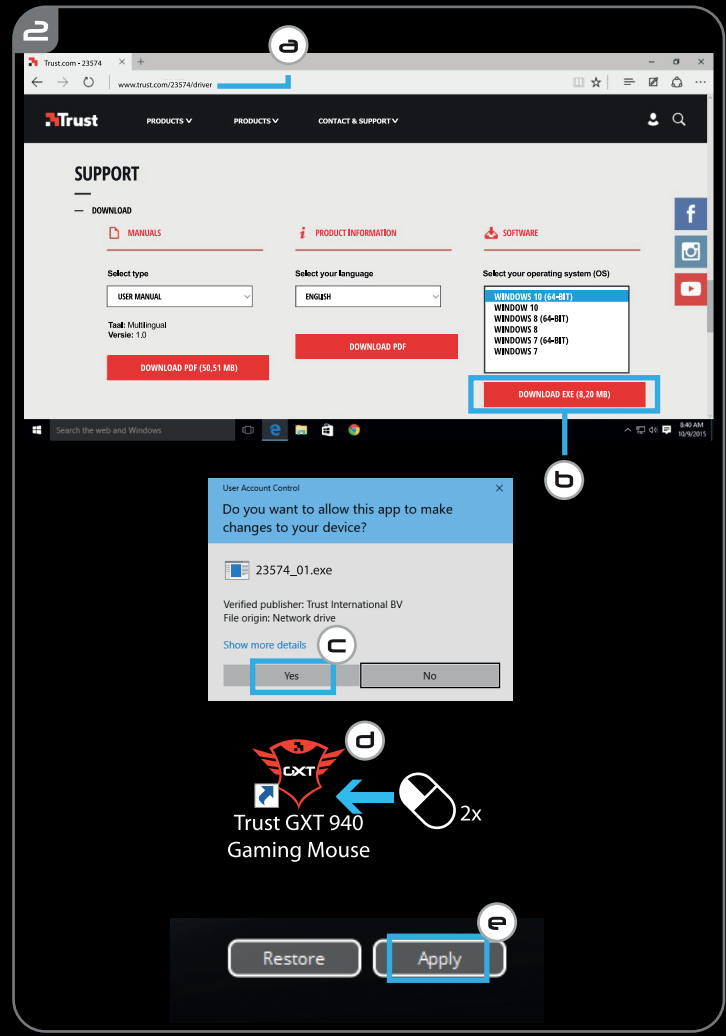 2
a
Trust.com - 23574
www.trust.com/23574/driver
Trust
PRODUCTS
PRODUCTS
CONTACT & SUPPORT
SUPPORT
DOWNLOAD
MANUALS
PRODUCT INFORMATION
SOFTWARE
Select type
Select your language
Select your operating system (OS)
USER MANUAL
ENGLISH
WINDOWS 10 (64-BIT)
WINDOW 10
WINDOWS 8 (64-BIT)
WINDOWS 8
WINDOWS 7 (64-BIT)
WINDOWS 7
Taal: Multilingual
Versie: 1.0
DOWNLOAD PDF (50,51 MB)
DOWNLOAD PDF
DOWNLOAD EXE (8,20 MB)
Search the web and Windows
8:40 AM
10/9/2015
b
User Account Control
Do you want to allow this app to make
changes to your device?
23574_01.exe
Verified publisher: Trust International BV
File origin: Network drive
Show more details
c
Yes
No
d
GXT
2x
Trust GXT 940
Gaming Mouse
e
Restore
Apply